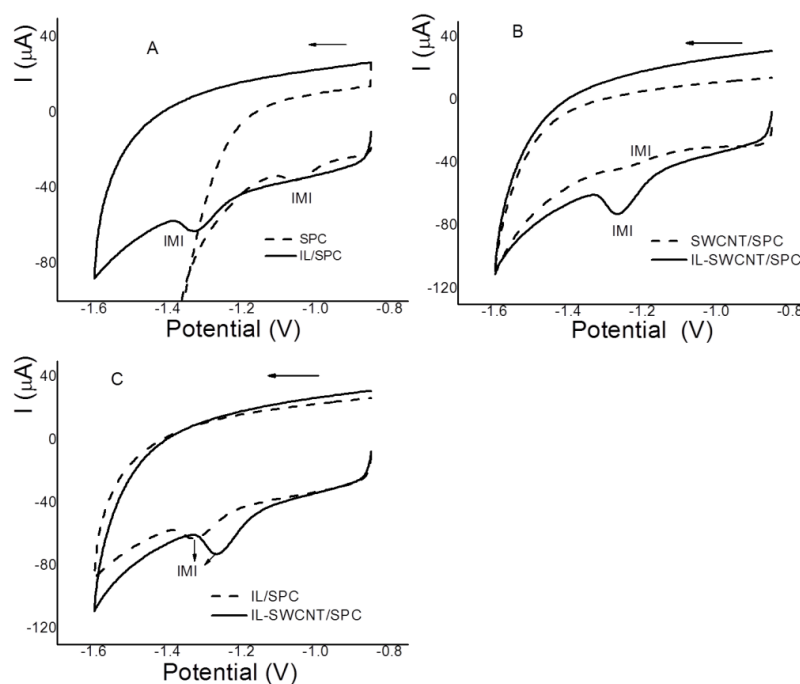 A
I (μA)
40
0
-40
-80
IMI
IMI
SPC
IL/SPC
-1.6
-1.4
-1.2
-1.0
-0.8
Potential (V)
B
I (μA)
40
0
-40
-80
-120
IMI
IMI
SWCNT/SPC
IL-SWCNT/SPC
-1.6
-1.4
-1.2
-1.0
-0.8
Potential (V)
C
I (μA)
40
0
-40
-80
-120
IMI
IL/SPC
IL-SWCNT/SPC
-1.6
-1.4
-1.2
-1.0
-0.8
Potential (V)